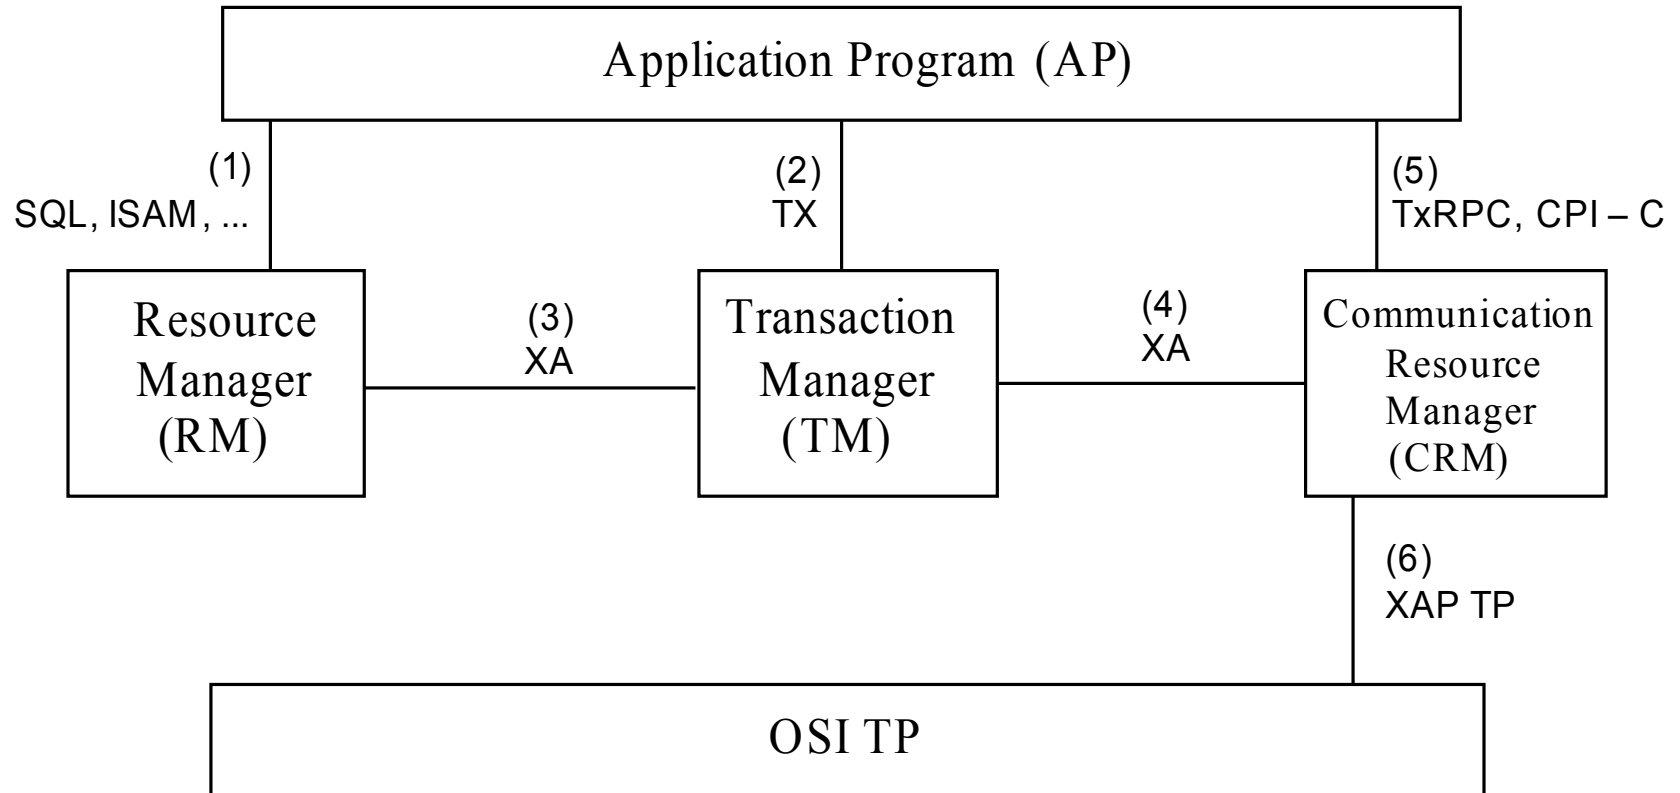 Application Program (AP)
(1)
SQL, ISAM, ...
(2)
TX
(5)
TxRPC, CPI – C
Resource
Manager
(RM)
(3)
XA
Transaction
Manager
(TM)
(4)
XA
Communication
Resource
Manager
(CRM)
(6)
XAP TP
OSI TP